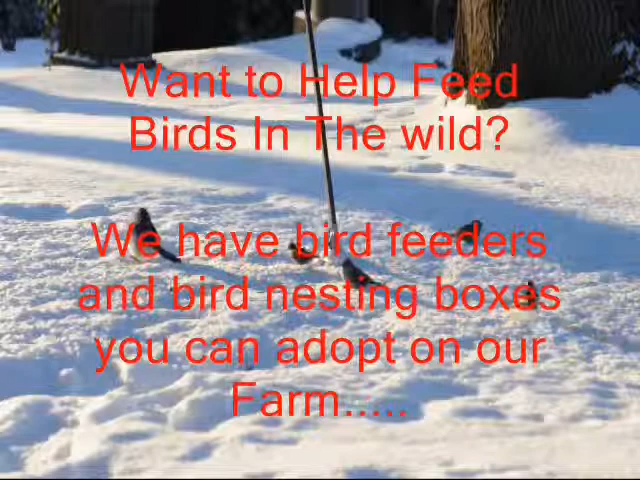 Want to Help Feed
Birds In The wild?
We have bird feeders
and bird nesting boxes
you can adopt on our
Farm.....